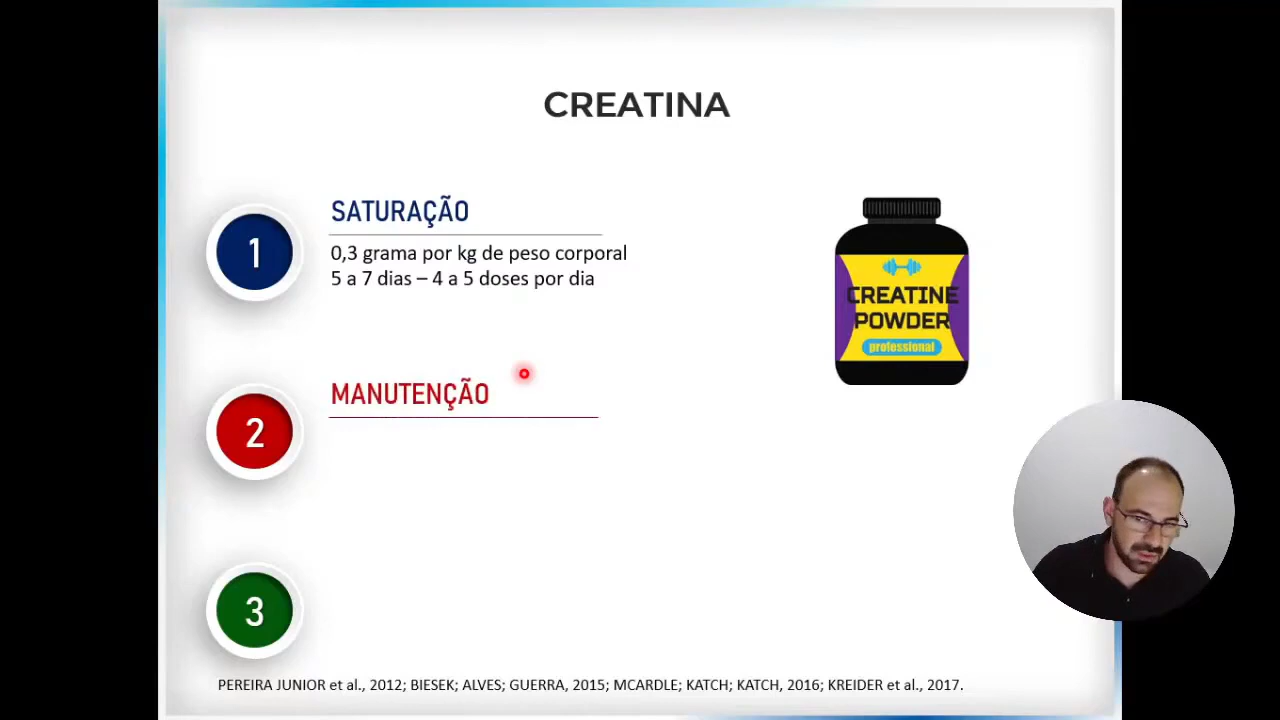 CREATINA
1
SATURAÇÃO
0,3 grama por kg de peso corporal
5 a 7 dias – 4 a 5 doses por dia
CREATINE
POWDER
professional
2
MANUTENÇÃO
3
PEREIRA JUNIOR et al., 2012; BIESEK; ALVES; GUERRA, 2015; MCARDLE; KATCH; KATCH, 2016; KREIDER et al., 2017.